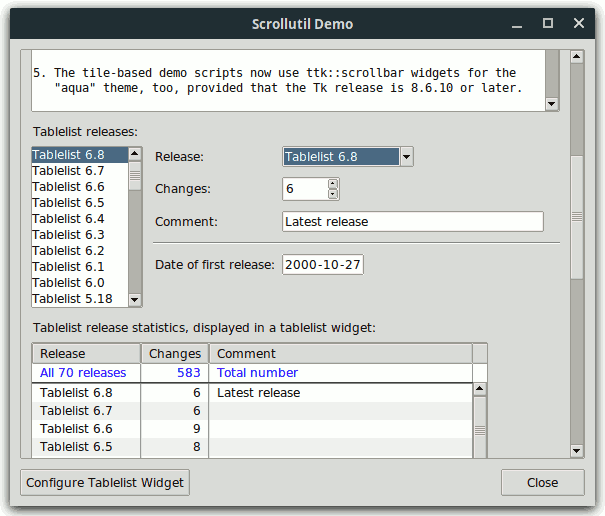 Scrollutil Demo
5. The tile-based demo scripts now use ttk::scrollbar widgets for the
"aqua" theme, too, provided that the Tk release is 8.6.10 or later.
Tablelist releases:
Tablelist 6.8
Tablelist 6.7
Tablelist 6.6
Tablelist 6.5
Tablelist 6.4
Tablelist 6.3
Tablelist 6.2
Tablelist 6.1
Tablelist 6.0
Tablelist 5.18
Release: Tablelist 6.8
Changes: 6
Comment: Latest release
Date of first release: 2000-10-27
Tablelist release statistics, displayed in a tablelist widget:
Release Changes Comment
All 70 releases 583 Total number
Tablelist 6.8 6 Latest release
Tablelist 6.7 6
Tablelist 6.6 9
Tablelist 6.5 8
Configure Tablelist Widget Close